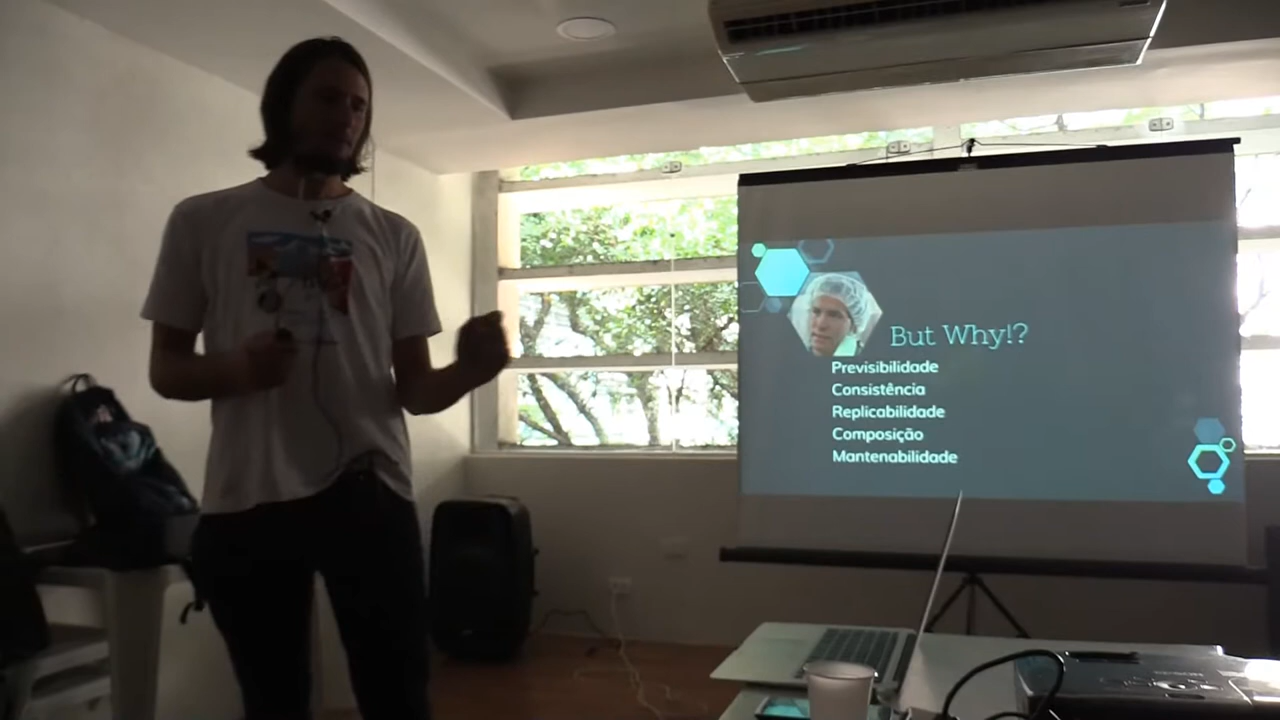 But Why!?
Previsibilidade
Consistência
Replicabilidade
Composição
Mantenabilidade